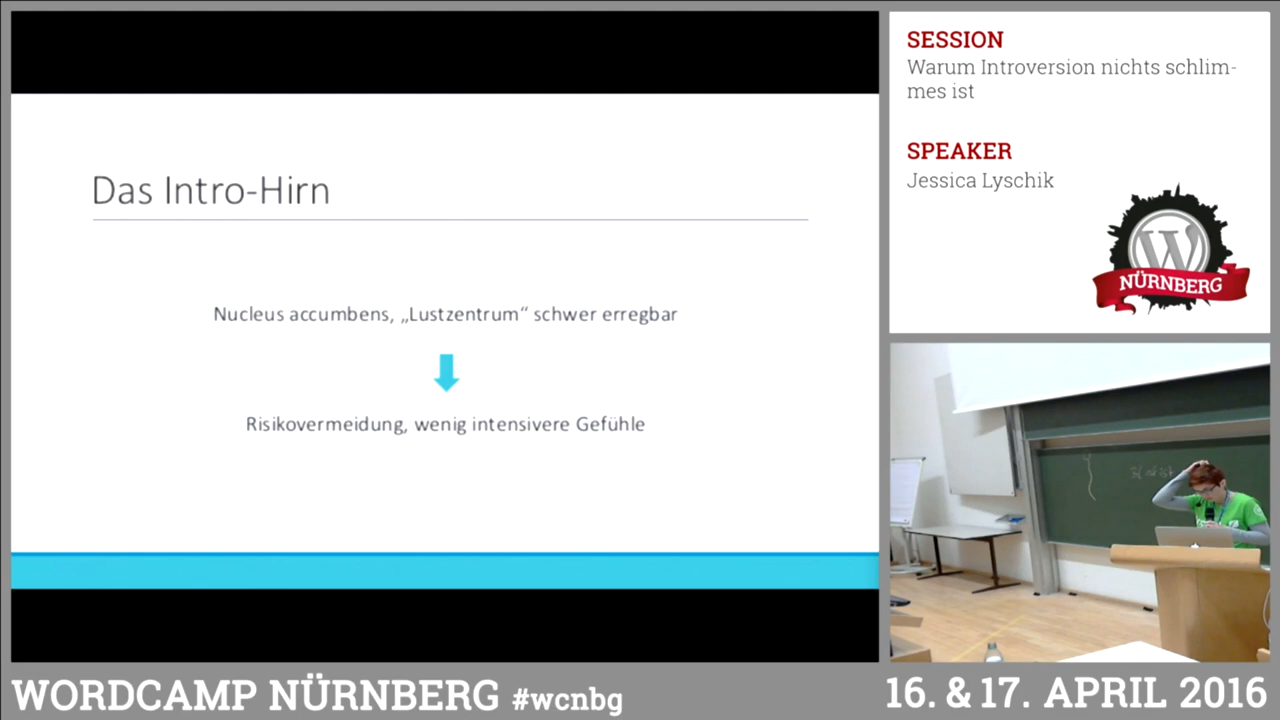 Das Intro-Hirn
Nucleus accumbens, „Lustzentrum“ schwer erregbar
Risikovermeidung, wenig intensivere Gefühle
SESSION
Warum Introversion nichts schlim-
mes ist
SPEAKER
Jessica Lyschik
W
NÜRNBERG
WORDCAMP NÜRNBERG #wcnbg
16. & 17. APRIL 2016